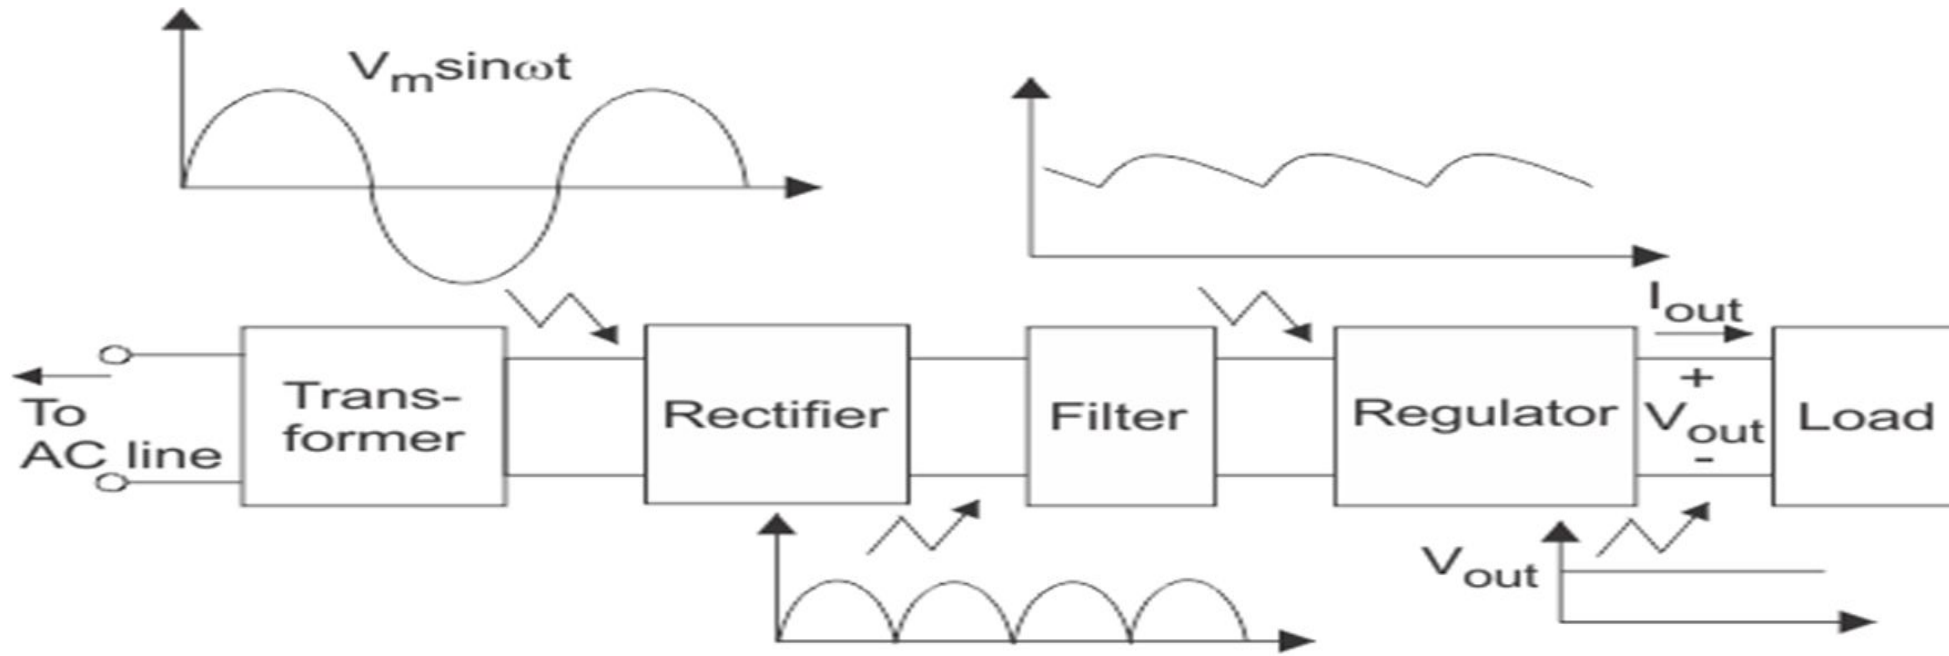 Vmsinωt
Iout
To
AC line
Trans-
former
Rectifier
Filter
Regulator
+
Vout
-
Load
Vout